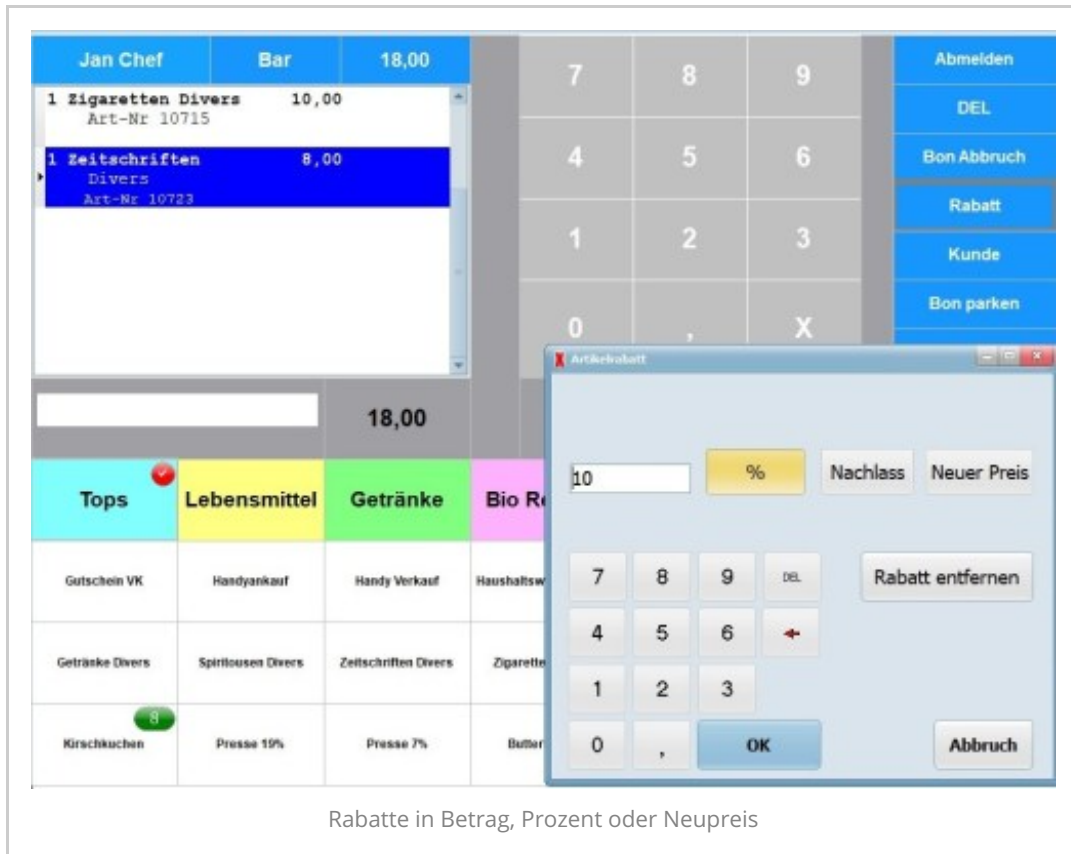 Jan Chef Bar 18,00
1 Zigaretten Divers 10,00
Art-Nr 10715
1 Zeitschriften 8,00
Divers
Art-Nr 10723
7 8 9
4 5 6
1 2 3
0 , X
Abmelden
DEL
Bon Abbruch
Rabatt
Kunde
Bon parken
18,00
Tops Lebensmittel Getränke Bio
Gutschein VK Handyankauf Handy Verkauf
Getränke Divers Spiritousen Divers Zeitschriften Divers
8
Kirschkuchen Presse 19% Presse 7% Butter
Artikelrabatt
10 % Nachlass Neuer Preis
7 8 9 DEL
Rabatt entfernen
4 5 6
1 2 3
0 , OK Abbruch
Rabatte in Betrag, Prozent oder Neupreis